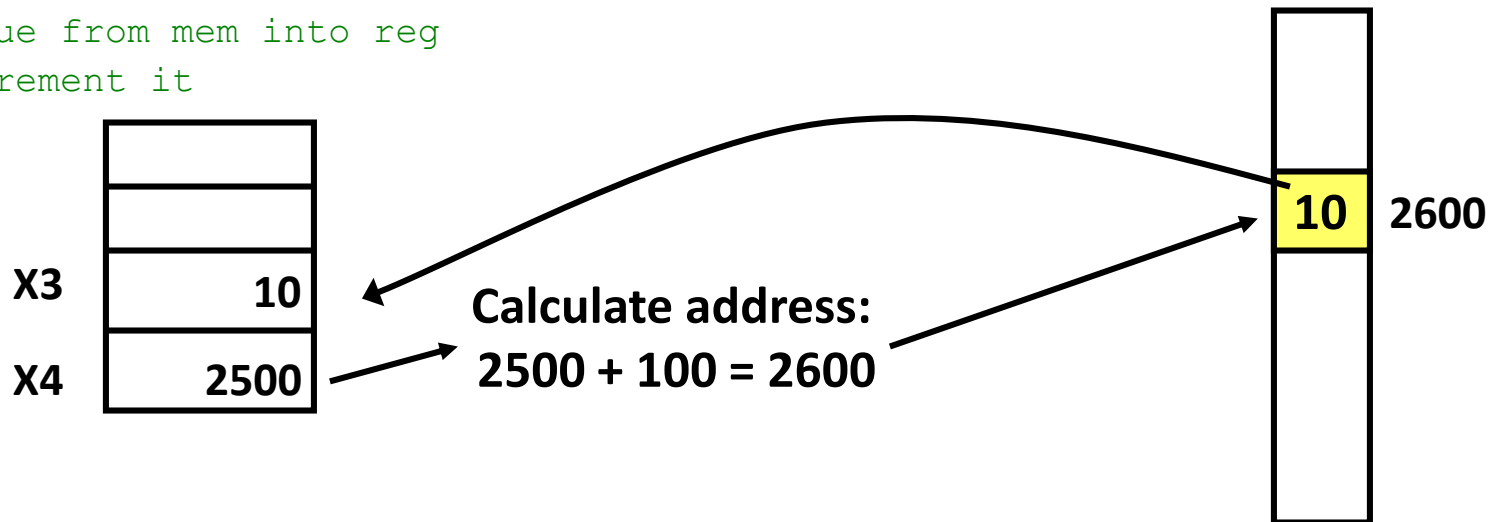 ue from mem into reg
rement it
10 2600
X3 10
Calculate address:
X4 2500
2500 + 100 = 2600